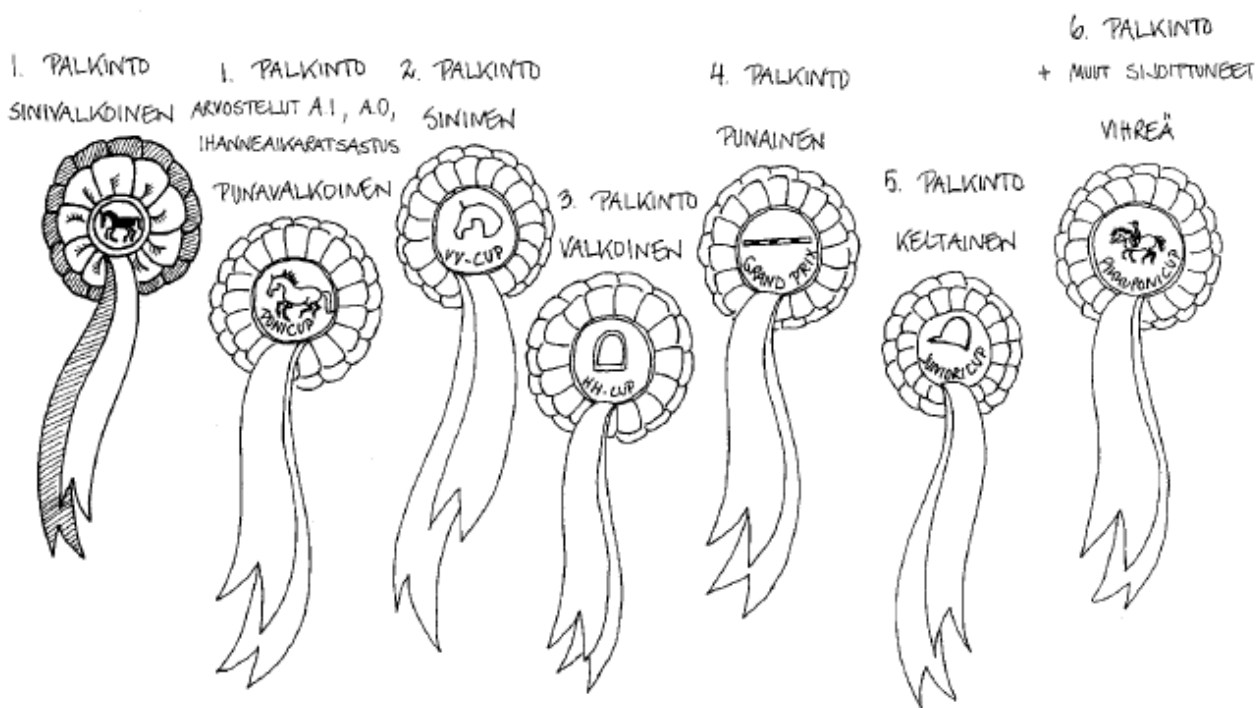 1. PALKINTO
SINIVALKOINEN
1. PALKINTO
ARVOSTELUT A.1, A.0,
IHANNEAIKARATSASTUS
PUNAVALKOINEN
PONICUP
2. PALKINTO
SININEN
VV-CUP
3. PALKINTO
VALKOINEN
HH-CUP
4. PALKINTO
PUNAINEN
GRAND PRIX
5. PALKINTO
KELTAINEN
JUNIORICUP
6. PALKINTO
+ MUUT SIJOITTUNEET
VIHREÄ